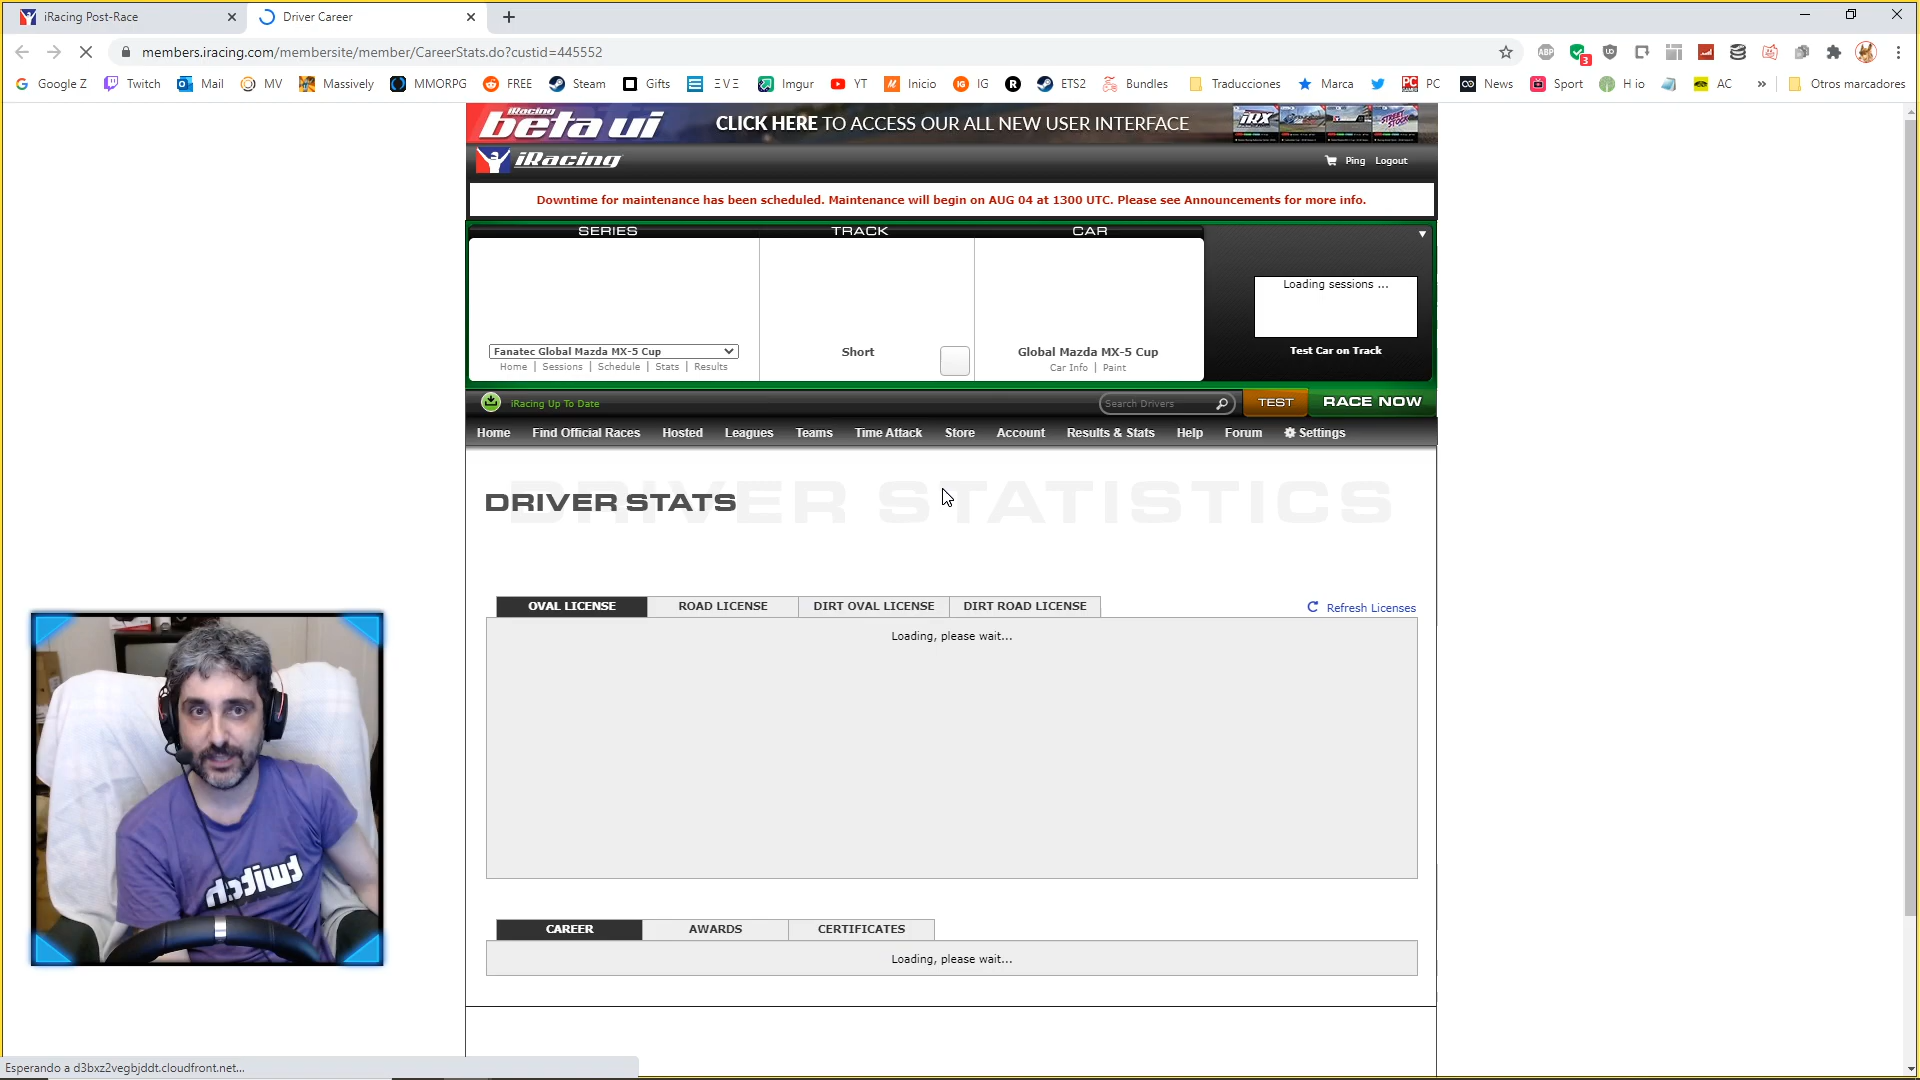 iRacing Post-Race
Driver Career
members.iracing.com/membersite/member/CareerStats.do?custid=445552
ABP
3
Google Z
Twitch
Mail
MV
Massively
MMORPG
FREE
Steam
Gifts
Imgur
YT
Inicio
IG
ETS2
Bundles
Traducciones
Marca
PC
News
Sport
H io
AC
»
Otros marcadores
iRacing
beta ui
CLICK HERE TO ACCESS OUR ALL NEW USER INTERFACE
iRX
STREET STOCK
iRacing
Ping
Logout
Downtime for maintenance has been scheduled. Maintenance will begin on AUG 04 at 1300 UTC. Please see Announcements for more info.
SERIES
TRACK
CAR
Loading sessions ...
Fanatec Global Mazda MX-5 Cup
Short
Global Mazda MX-5 Cup
Test Car on Track
Home | Sessions | Schedule | Stats | Results
Car Info | Paint
iRacing Up To Date
Search Drivers
TEST
RACE NOW
Home
Find Official Races
Hosted
Leagues
Teams
Time Attack
Store
Account
Results & Stats
Help
Forum
Settings
DRIVER STATISTICS
DRIVER STATS
OVAL LICENSE
ROAD LICENSE
DIRT OVAL LICENSE
DIRT ROAD LICENSE
Refresh Licenses
Loading, please wait...
twitch
CAREER
AWARDS
CERTIFICATES
Loading, please wait...
Esperando a d3bxz2vegbjddt.cloudfront.net...